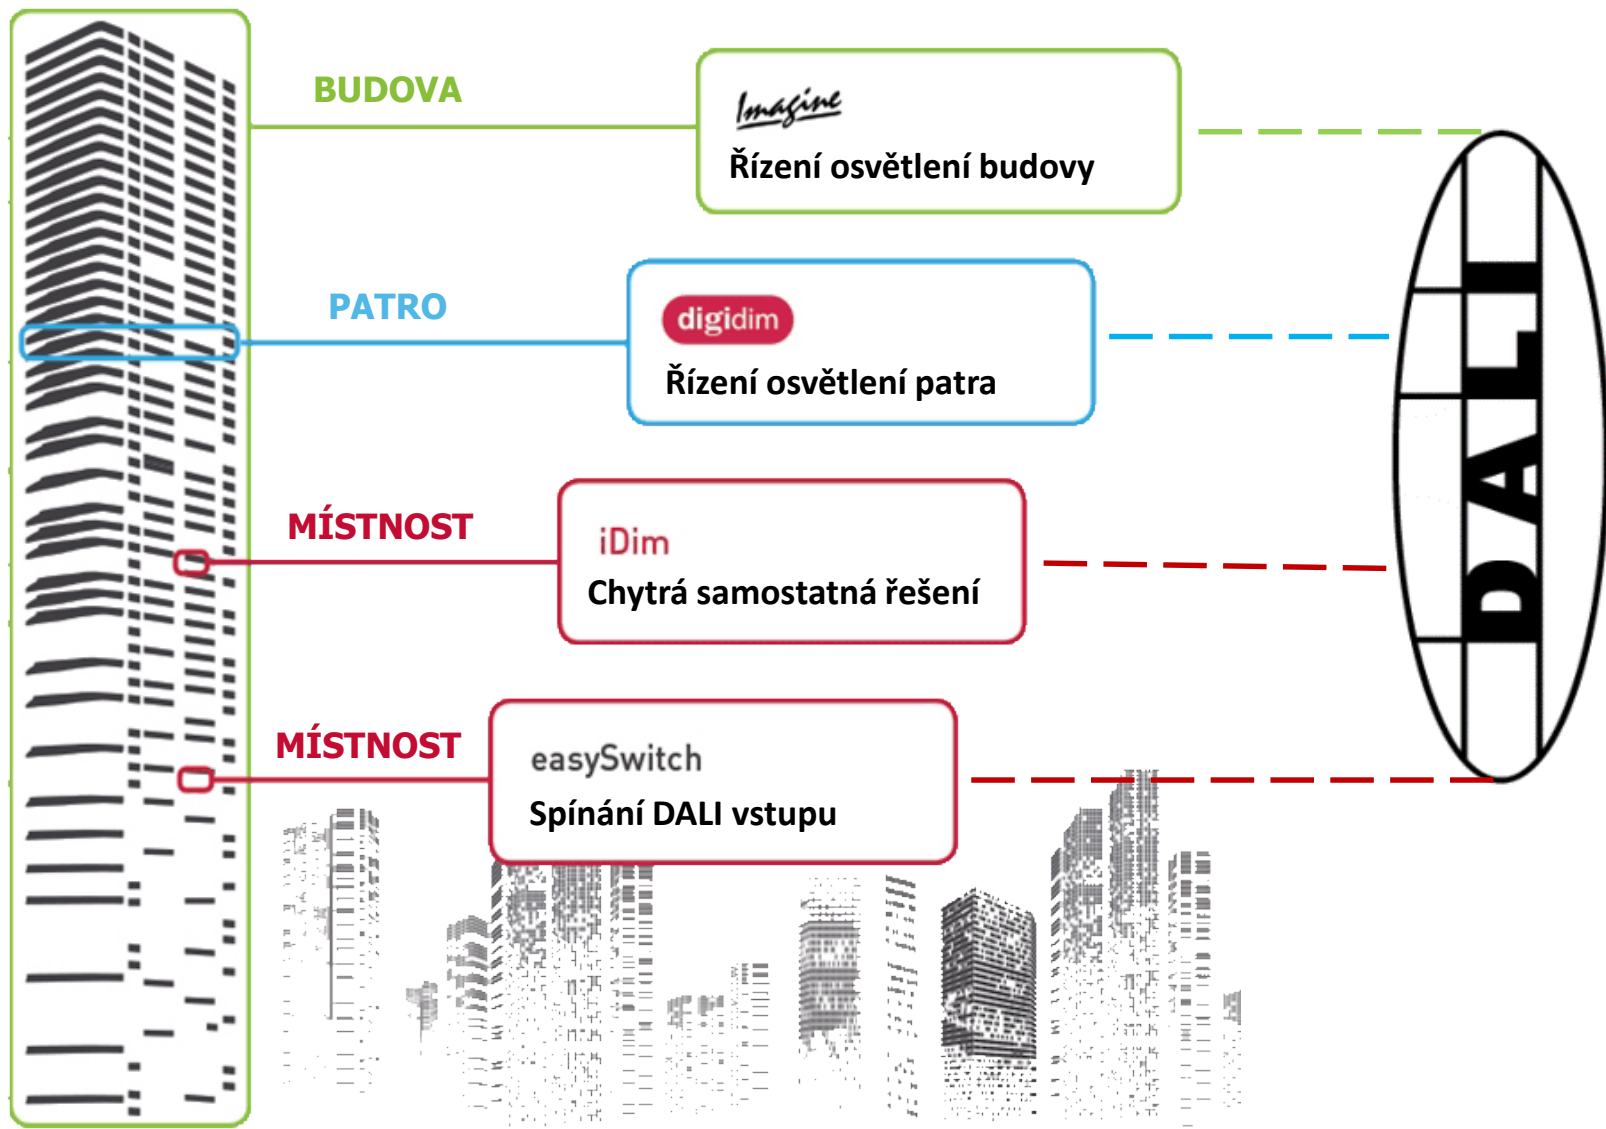 BUDOVA
Imagine
Řízení osvětlení budovy
PATRO
digidim
Řízení osvětlení patra
MÍSTNOST
iDim
Chytrá samostatná řešení
MÍSTNOST
easySwitch
Spínání DALI vstupu
DALI